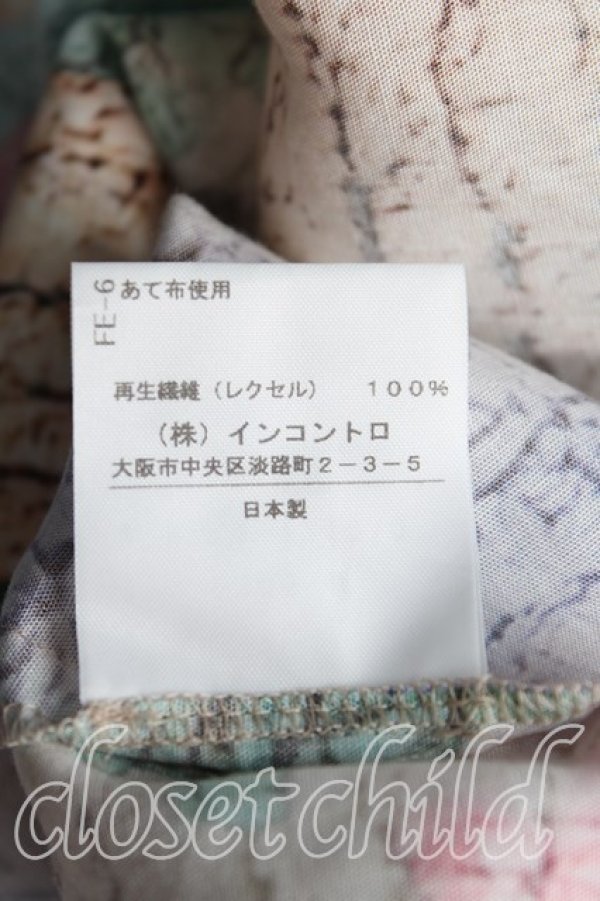 FE-6
あて布使用
再生繊維（レクセル） １００％
（株）インコントロ
大阪市中央区淡路町２－３－５
日本製
closet child